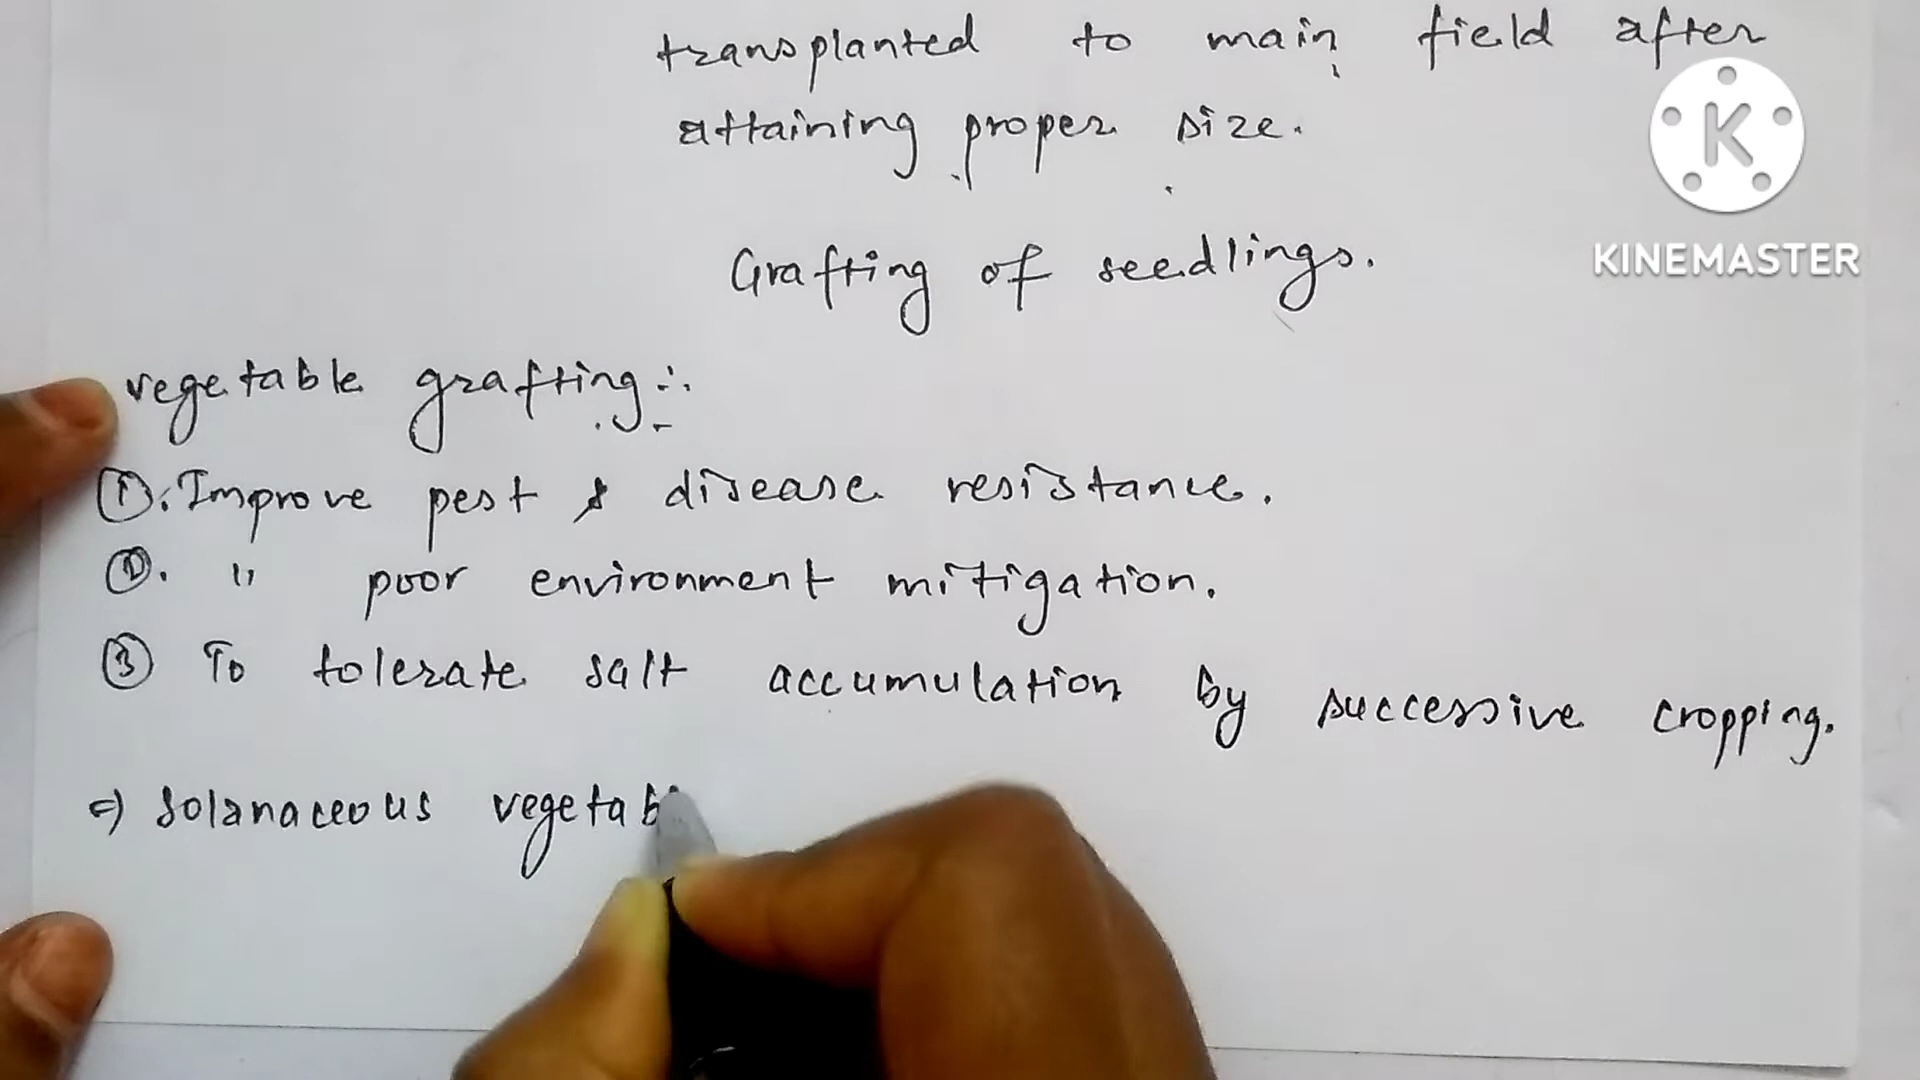 transplanted to main field after
attaining proper size.
K
KINEMASTER
Grafting of seedlings.
vegetable grafting :-
①. Improve pest & disease resistance.
②. " poor environment mitigation.
③ To tolerate salt accumulation by successive cropping.
⇒ Solanaceous vegetab